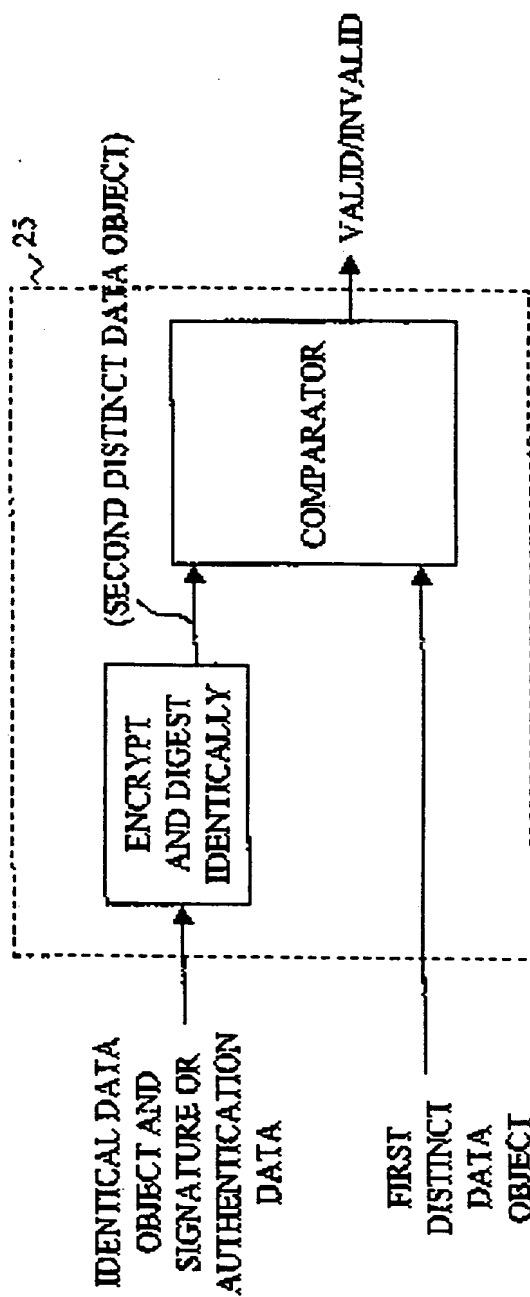 IDENTICAL DATA
OBJECT AND
SIGNATURE OR
AUTHENTICATION
DATA
FIRST
DISTINCT
DATA
OBJECT
ENCRYPT
AND DIGEST
IDENTICALLY
(SECOND DISTINCT DATA OBJECT)
COMPARATOR
25
VALID/INVALID